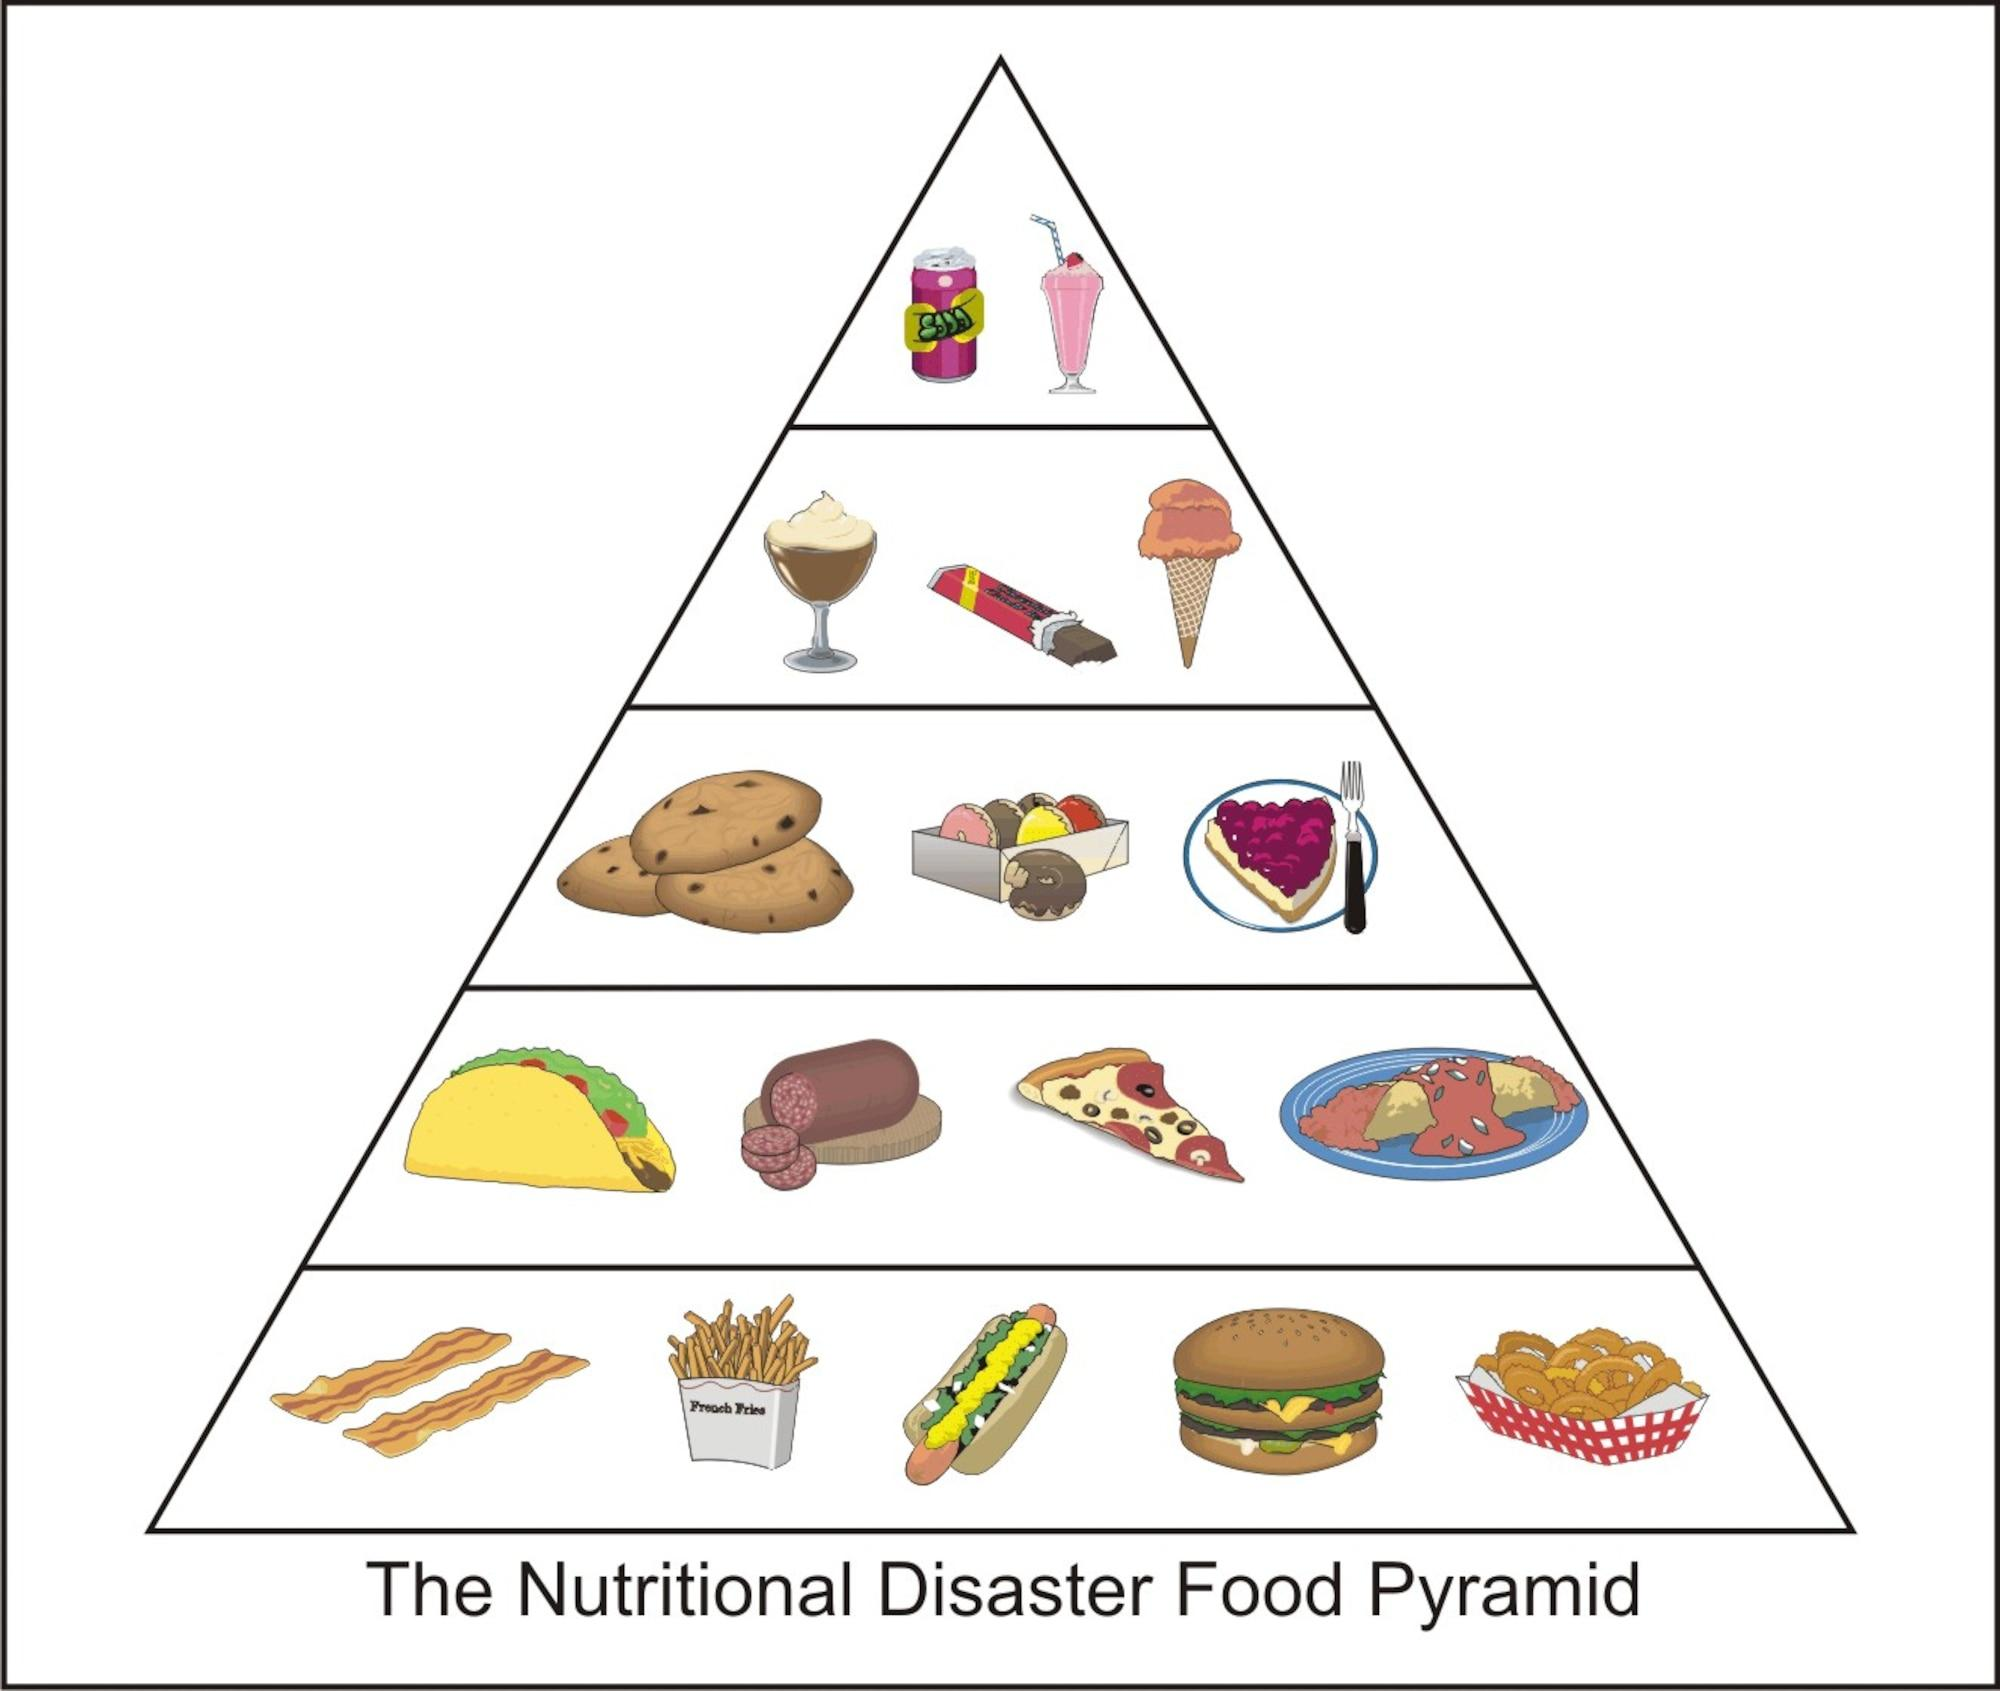 Soda
French Fries
The Nutritional Disaster Food Pyramid